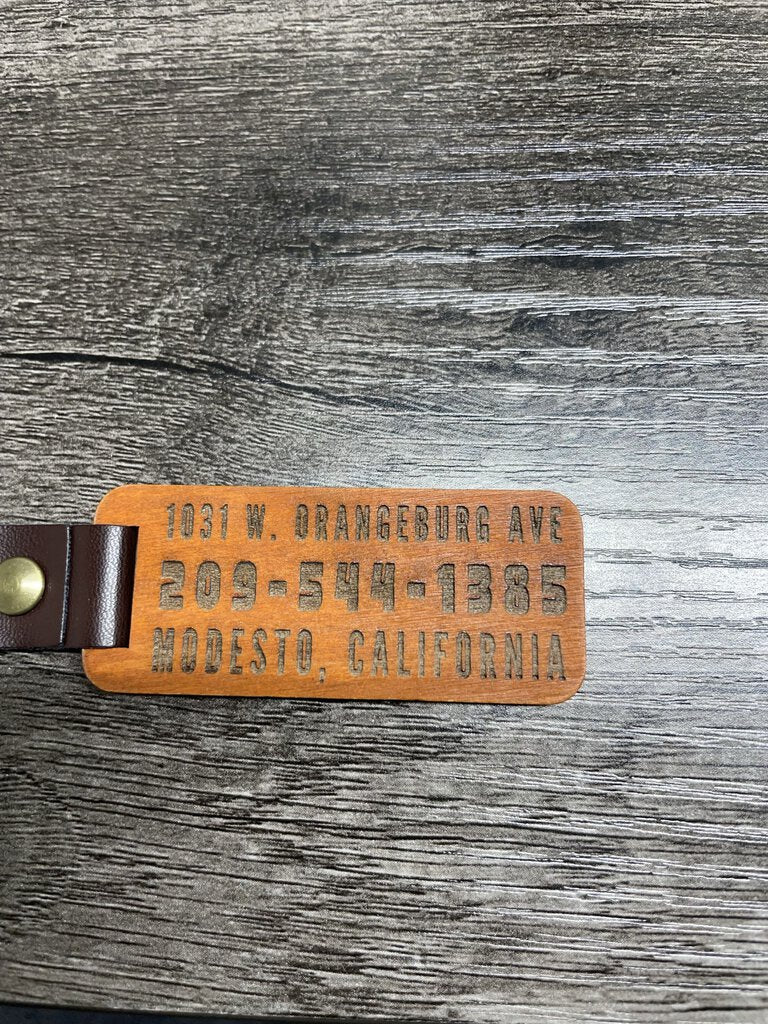 1031 W. ORANGEBURG AVE
209-544-1385
MODESTO, CALIFORNIA